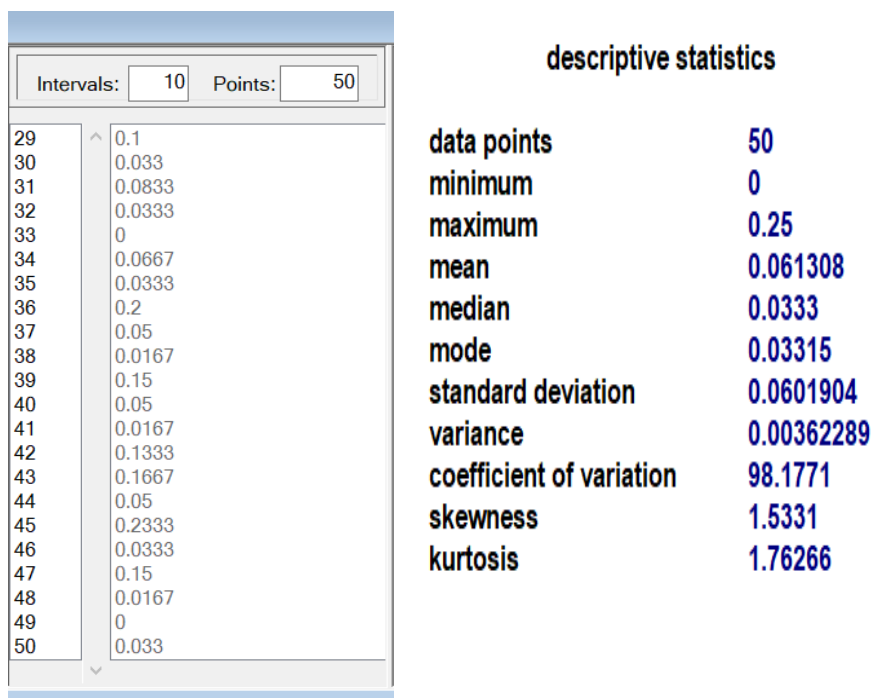 Intervals: 10 Points: 50
29 0.1
30 0.033
31 0.0833
32 0.0333
33 0
34 0.0667
35 0.0333
36 0.2
37 0.05
38 0.0167
39 0.15
40 0.05
41 0.0167
42 0.1333
43 0.1667
44 0.05
45 0.2333
46 0.0333
47 0.15
48 0.0167
49 0
50 0.033
descriptive statistics
data points 50
minimum 0
maximum 0.25
mean 0.061308
median 0.0333
mode 0.03315
standard deviation 0.0601904
variance 0.00362289
coefficient of variation 98.1771
skewness 1.5331
kurtosis 1.76266